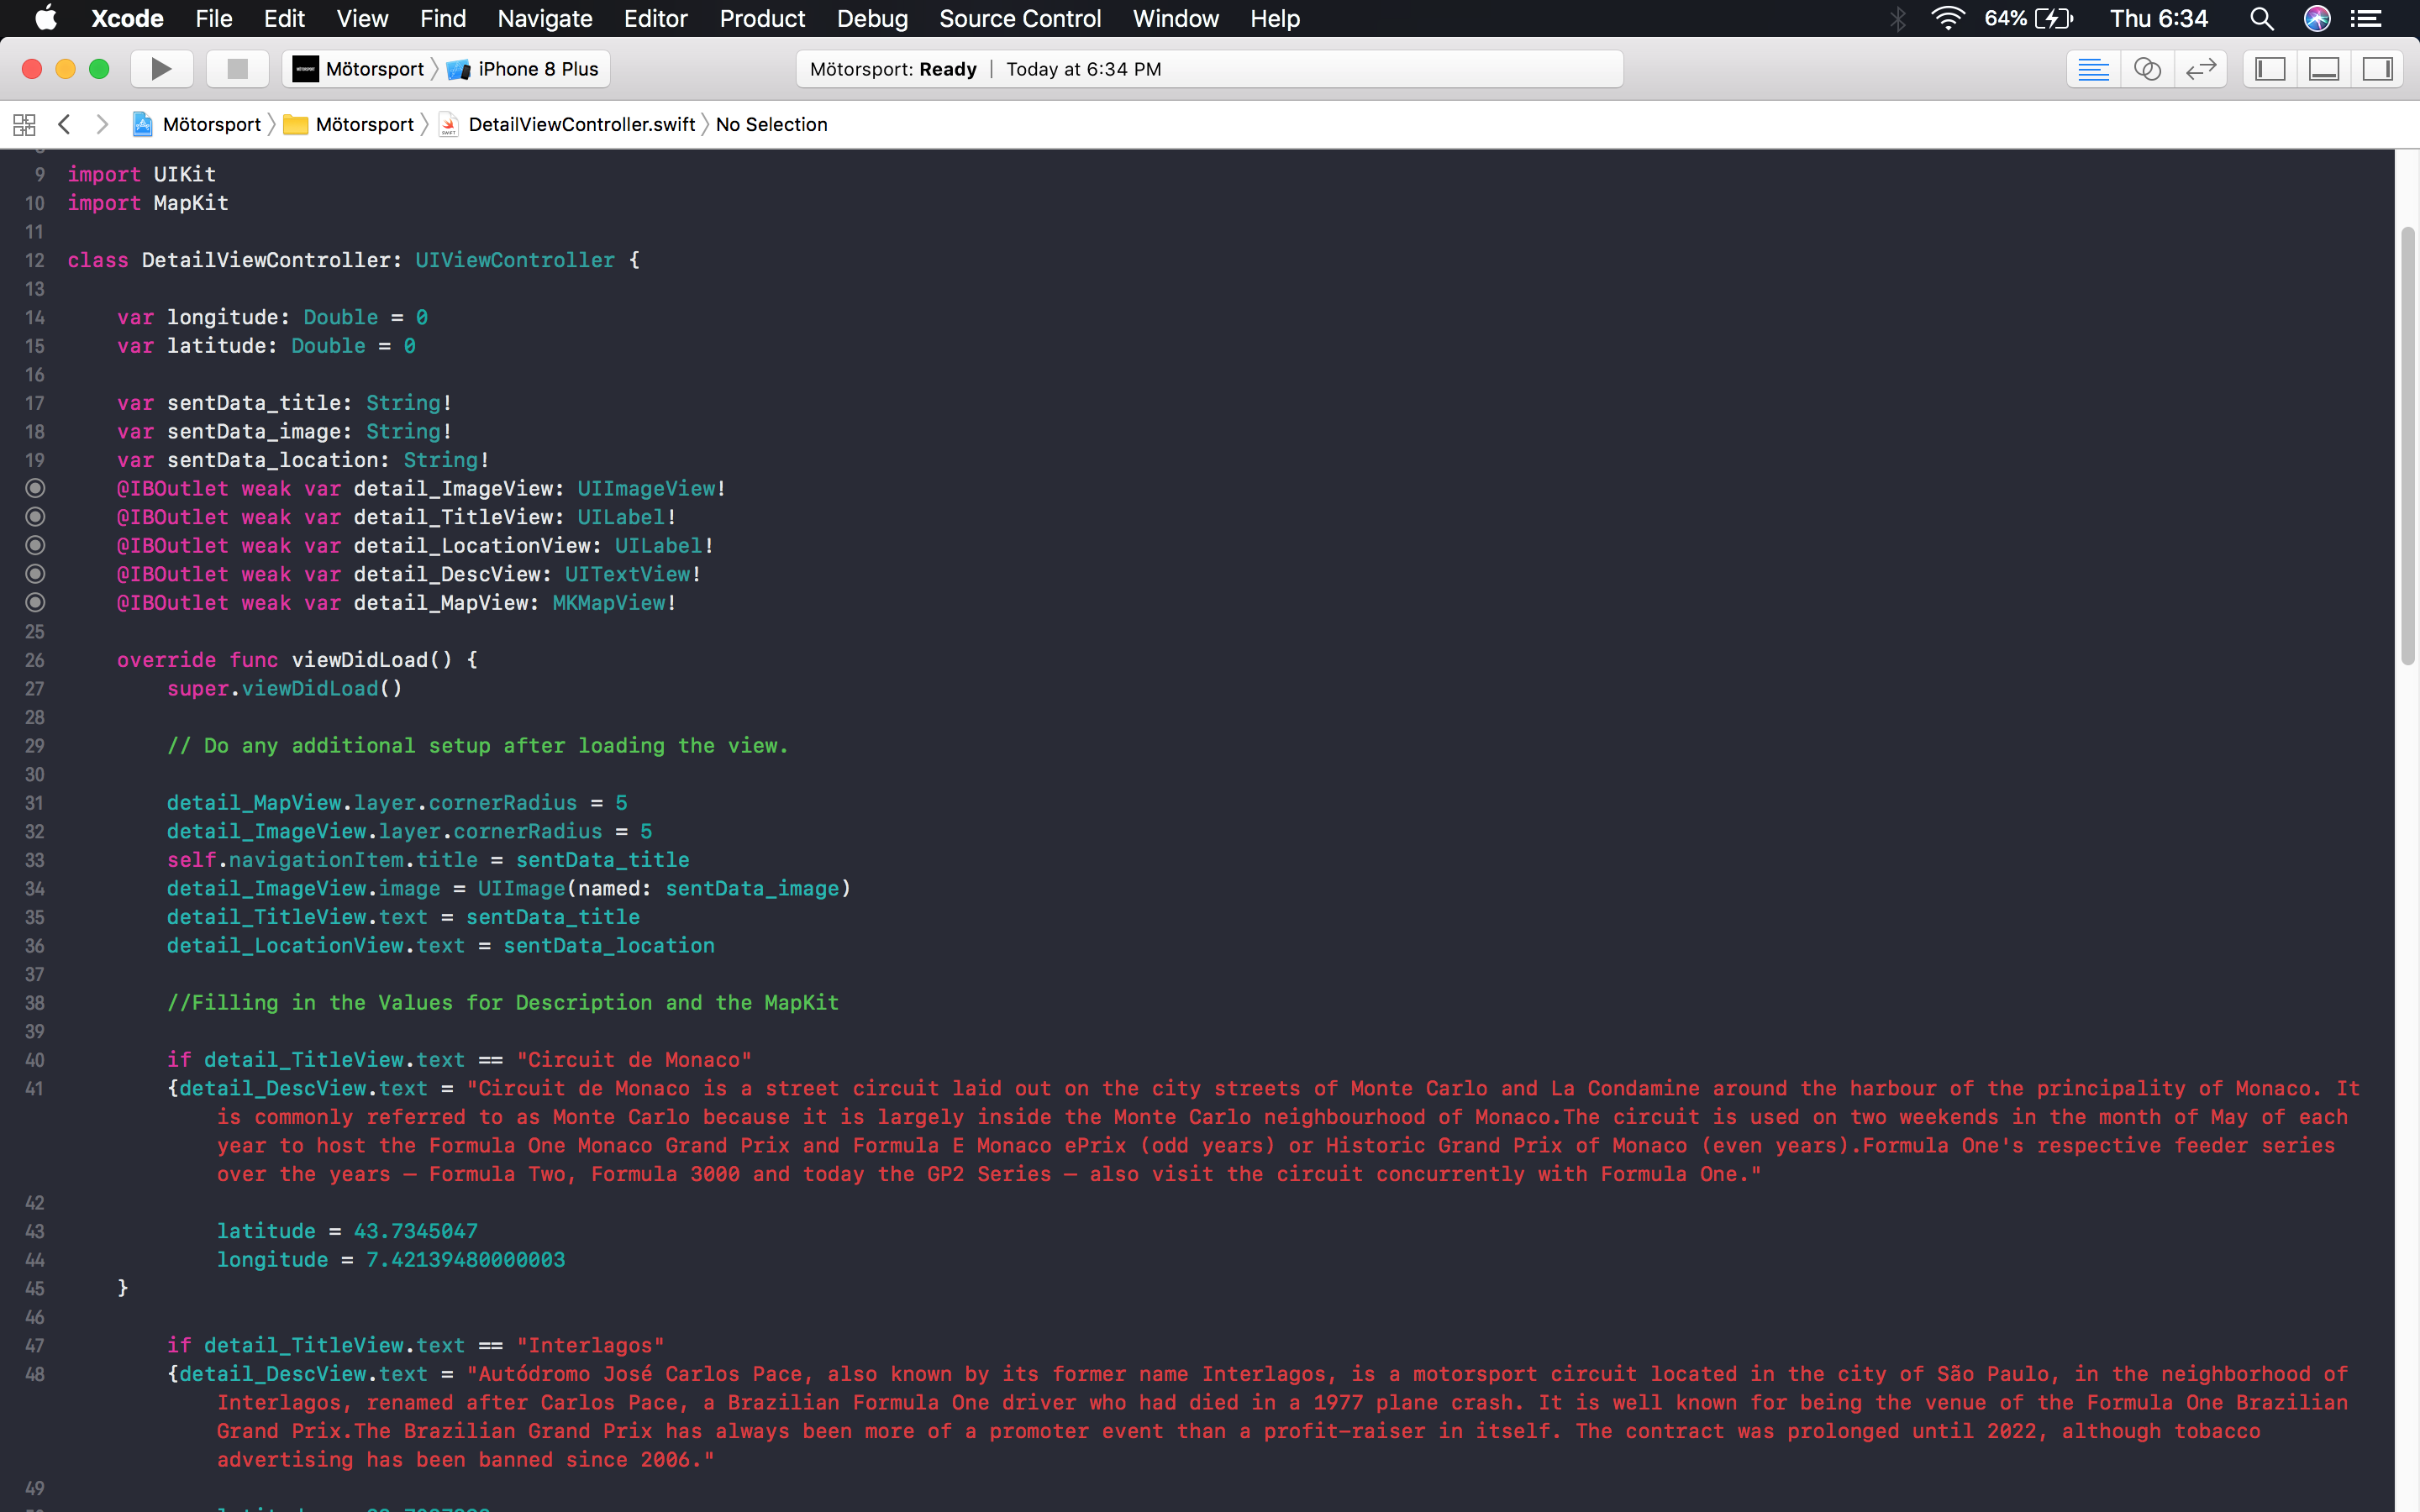 Xcode File Edit View Find Navigate Editor Product Debug Source Control Window Help 64% Thu 6:34
Mötorsport iPhone 8 Plus Mötorsport: Ready | Today at 6:34 PM
Mötorsport Mötorsport DetailViewController.swift No Selection
9 import UIKit
10 import MapKit
11
12 class DetailViewController: UIViewController {
13
14 var longitude: Double = 0
15 var latitude: Double = 0
16
17 var sentData_title: String!
18 var sentData_image: String!
19 var sentData_location: String!
@IBOutlet weak var detail_ImageView: UIImageView!
@IBOutlet weak var detail_TitleView: UILabel!
@IBOutlet weak var detail_LocationView: UILabel!
@IBOutlet weak var detail_DescView: UITextView!
@IBOutlet weak var detail_MapView: MKMapView!
25
26 override func viewDidLoad() {
27 super.viewDidLoad()
28
29 // Do any additional setup after loading the view.
30
31 detail_MapView.layer.cornerRadius = 5
32 detail_ImageView.layer.cornerRadius = 5
33 self.navigationItem.title = sentData_title
34 detail_ImageView.image = UIImage(named: sentData_image)
35 detail_TitleView.text = sentData_title
36 detail_LocationView.text = sentData_location
37
38 //Filling in the Values for Description and the MapKit
39
40 if detail_TitleView.text == "Circuit de Monaco"
41 {detail_DescView.text = "Circuit de Monaco is a street circuit laid out on the city streets of Monte Carlo and La Condamine around the harbour of the principality of Monaco. It
is commonly referred to as Monte Carlo because it is largely inside the Monte Carlo neighbourhood of Monaco.The circuit is used on two weekends in the month of May of each
year to host the Formula One Monaco Grand Prix and Formula E Monaco ePrix (odd years) or Historic Grand Prix of Monaco (even years).Formula One's respective feeder series
over the years – Formula Two, Formula 3000 and today the GP2 Series – also visit the circuit concurrently with Formula One."
42
43 latitude = 43.7345047
44 longitude = 7.42139480000003
45 }
46
47 if detail_TitleView.text == "Interlagos"
48 {detail_DescView.text = "Autódromo José Carlos Pace, also known by its former name Interlagos, is a motorsport circuit located in the city of São Paulo, in the neighborhood of
Interlagos, renamed after Carlos Pace, a Brazilian Formula One driver who had died in a 1977 plane crash. It is well known for being the venue of the Formula One Brazilian
Grand Prix.The Brazilian Grand Prix has always been more of a promoter event than a profit-raiser in itself. The contract was prolonged until 2022, although tobacco
advertising has been banned since 2006."
49